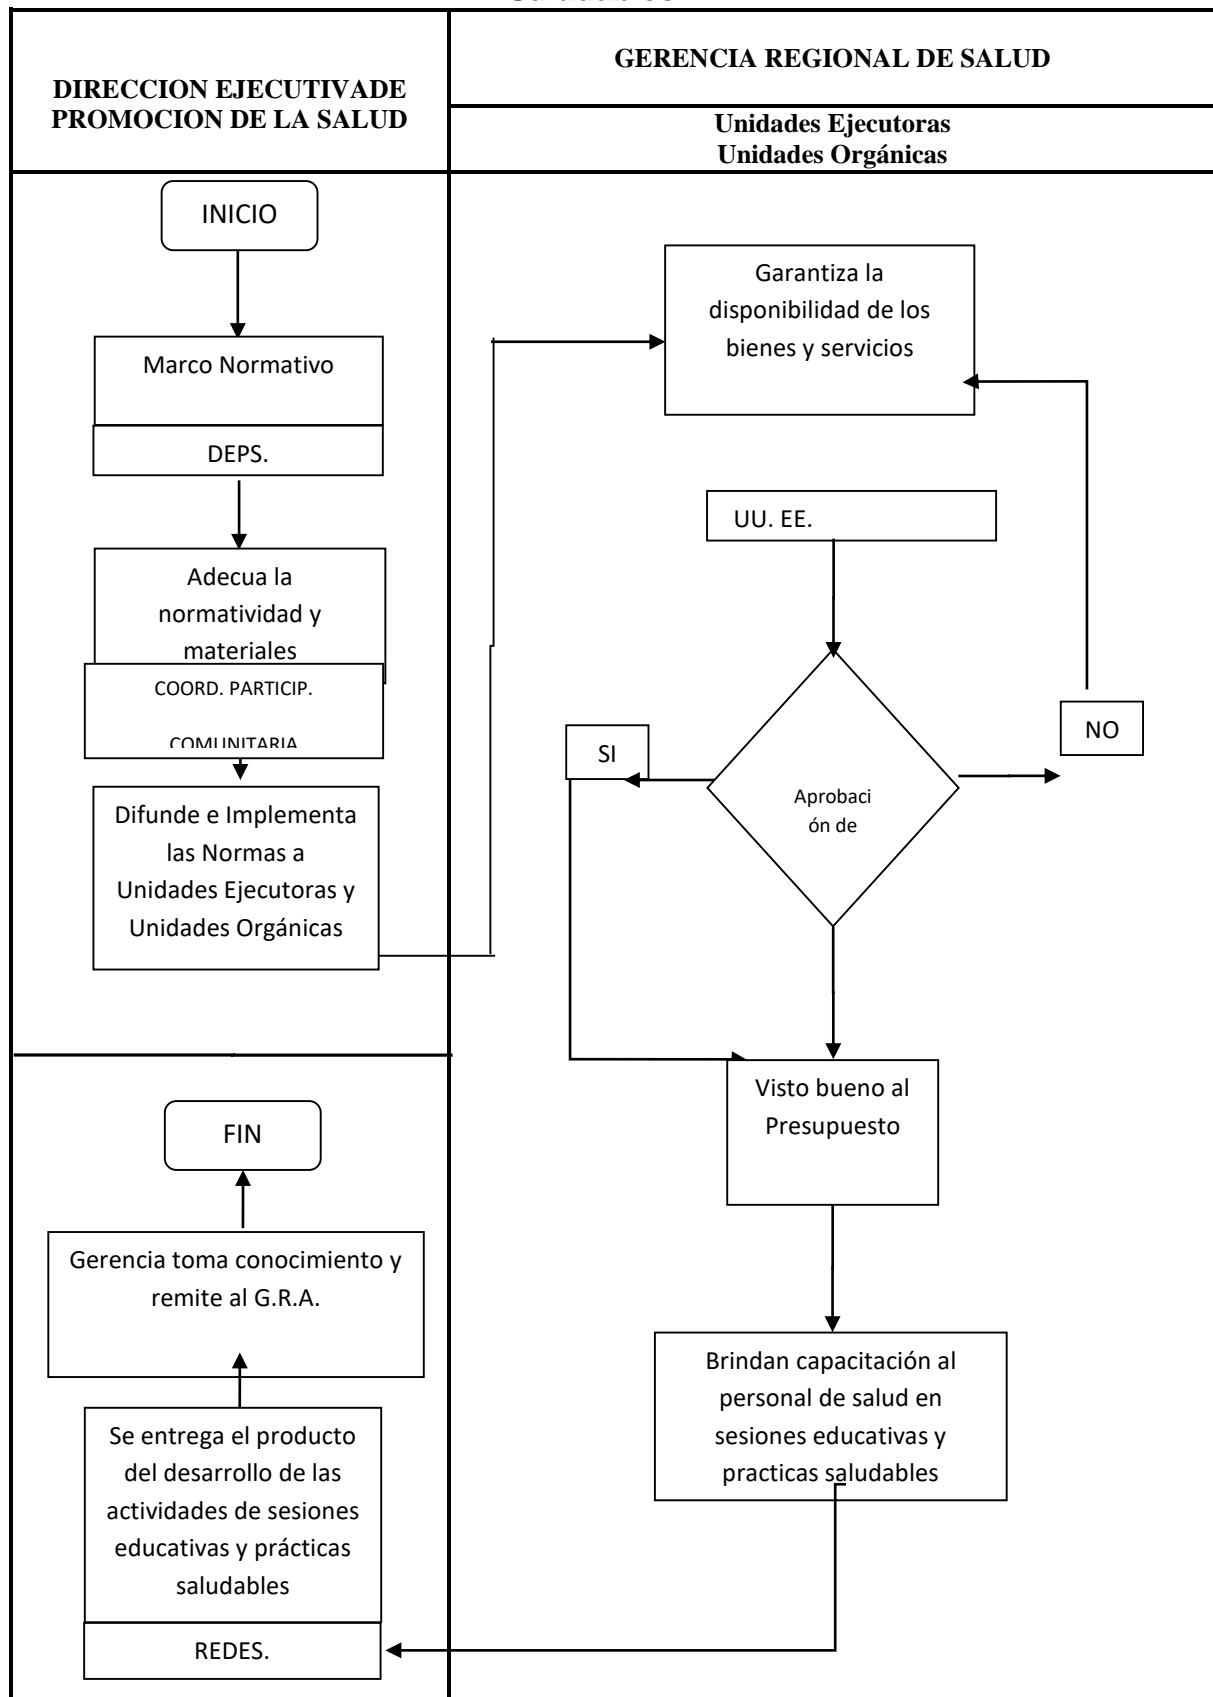 DIRECCION EJECUTIVADE
PROMOCION DE LA SALUD
GERENCIA REGIONAL DE SALUD
Unidades Ejecutoras
Unidades Orgánicas
INICIO
Marco Normativo
DEPS.
Adecua la
normatividad y
materiales
COORD. PARTICIP.
COMUNITARIA
Difunde e Implementa
las Normas a
Unidades Ejecutoras y
Unidades Orgánicas
Garantiza la
disponibilidad de los
bienes y servicios
UU. EE.
SI
NO
Aprobaci
ón de
Visto bueno al
Presupuesto
Brindan capacitación al
personal de salud en
sesiones educativas y
practicas saludables
FIN
Gerencia toma conocimiento y
remite al G.R.A.
Se entrega el producto
del desarrollo de las
actividades de sesiones
educativas y prácticas
saludables
REDES.